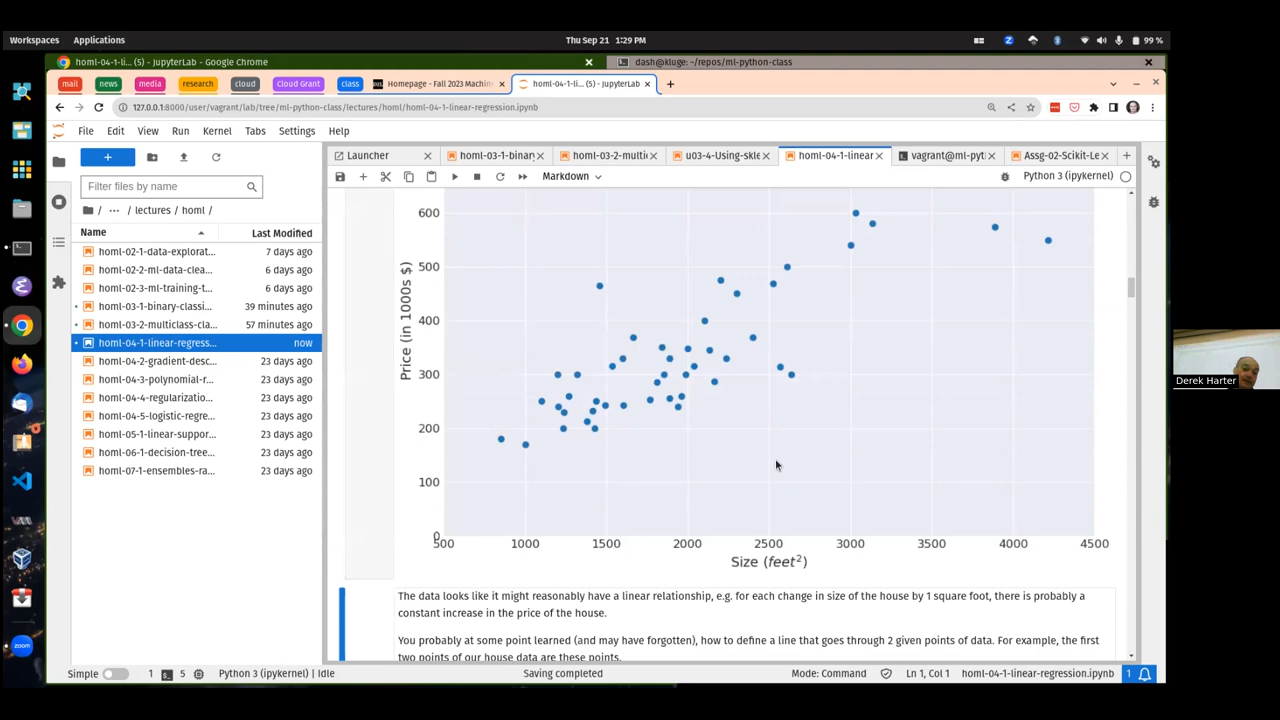 Workspaces Applications Thu Sep 21 1:29 PM 99 %
homl-04-1-li... (5) - JupyterLab - Google Chrome
dash@kluge: ~/repos/ml-python-class
mail news media research cloud Cloud Grant class Homepage - Fall 2023 Machin homl-04-1-li... (5) - JupyterLab
127.0.0.1:8000/user/vagrant/lab/tree/ml-python-class/lectures/homl/homl-04-1-linear-regression.ipynb
File Edit View Run Kernel Tabs Settings Help
Launcher homl-03-1-binary homl-03-2-multic u03-4-Using-skle homl-04-1-linear vagrant@ml-pyt Assg-02-Scikit-Le
Markdown Python 3 (ipykernel)
Filter files by name
/ ... / lectures / homl /
Name Last Modified
homl-02-1-data-explorat... 7 days ago
homl-02-2-ml-data-clea... 6 days ago
homl-02-3-ml-training-t... 6 days ago
homl-03-1-binary-classi... 39 minutes ago
homl-03-2-multiclass-cla... 57 minutes ago
homl-04-1-linear-regress... now
homl-04-2-gradient-desc... 23 days ago
homl-04-3-polynomial-r... 23 days ago
homl-04-4-regularizatio... 23 days ago
homl-04-5-logistic-regre... 23 days ago
homl-05-1-linear-suppor... 23 days ago
homl-06-1-decision-tree... 23 days ago
homl-07-1-ensembles-ra... 23 days ago
Price (in 1000s $)
600
500
400
300
200
100
0
500 1000 1500 2000 2500 3000 3500 4000 4500
Size (feet²)
The data looks like it might reasonably have a linear relationship, e.g. for each change in size of the house by 1 square foot, there is probably a
constant increase in the price of the house.
You probably at some point learned (and may have forgotten), how to define a line that goes through 2 given points of data. For example, the first
two points of our house data are these points.
Derek Harter
Simple 1 5 Python 3 (ipykernel) | Idle Saving completed Mode: Command Ln 1, Col 1 homl-04-1-linear-regression.ipynb 1
zoom